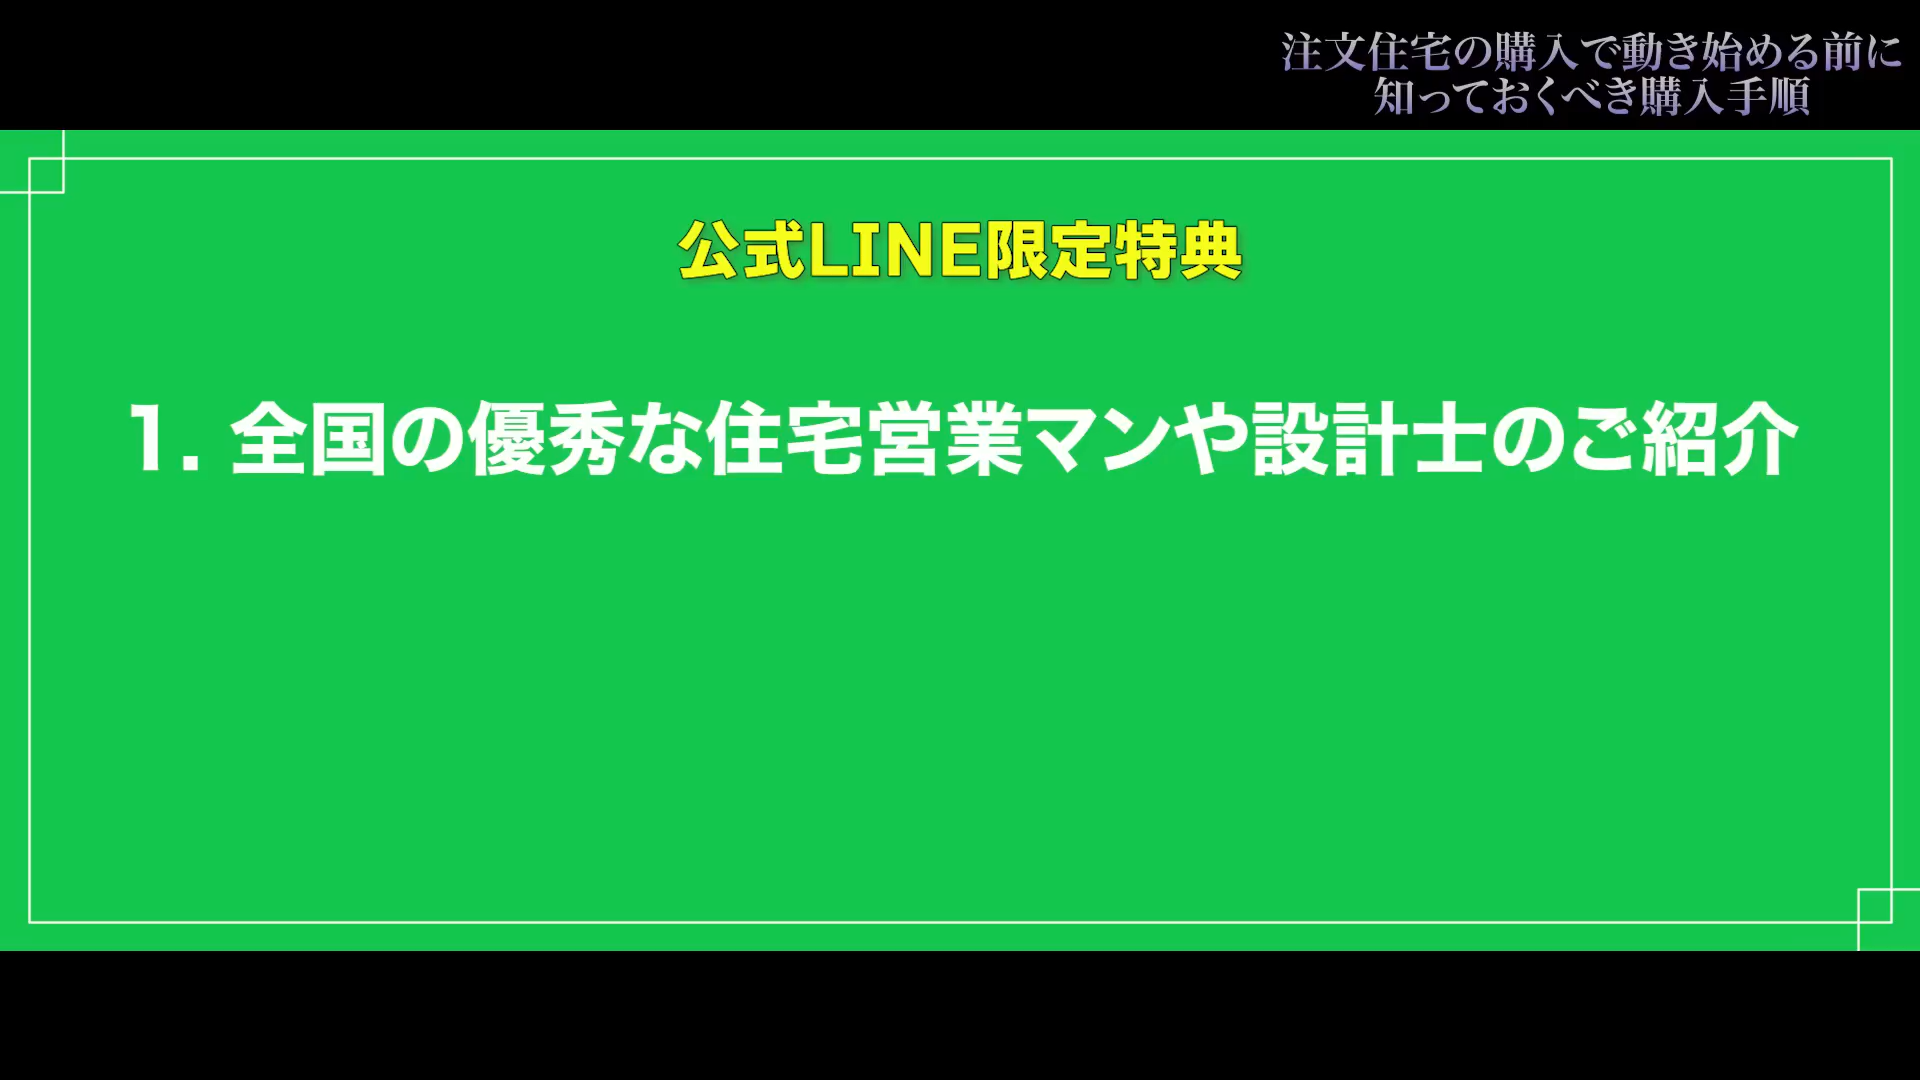 注文住宅の購入で動き始める前に
知っておくべき購入手順
公式LINE限定特典
1. 全国の優秀な住宅営業マンや設計士のご紹介